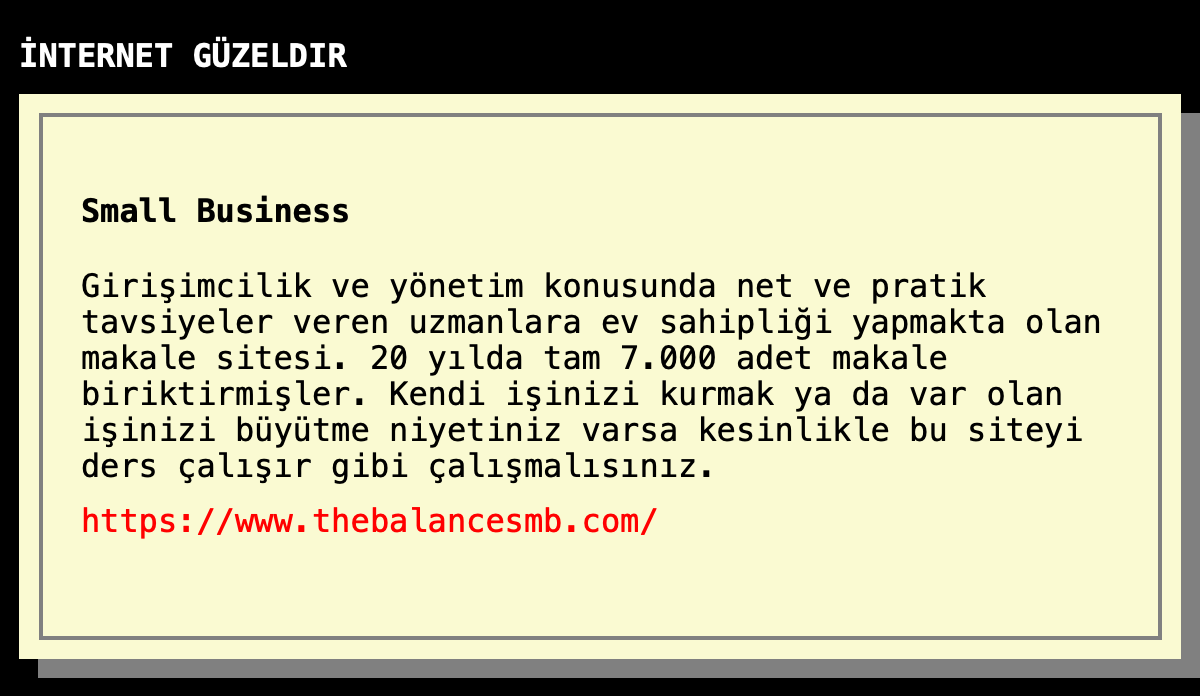 İNTERNET GÜZELDIR
Small Business
Girişimcilik ve yönetim konusunda net ve pratik
tavsiyeler veren uzmanlara ev sahipliği yapmakta olan
makale sitesi. 20 yılda tam 7.000 adet makale
biriktirmişler. Kendi işinizi kurmak ya da var olan
işinizi büyütme niyetiniz varsa kesinlikle bu siteyi
ders çalışır gibi çalışmalısınız.
https://www.thebalancesmb.com/